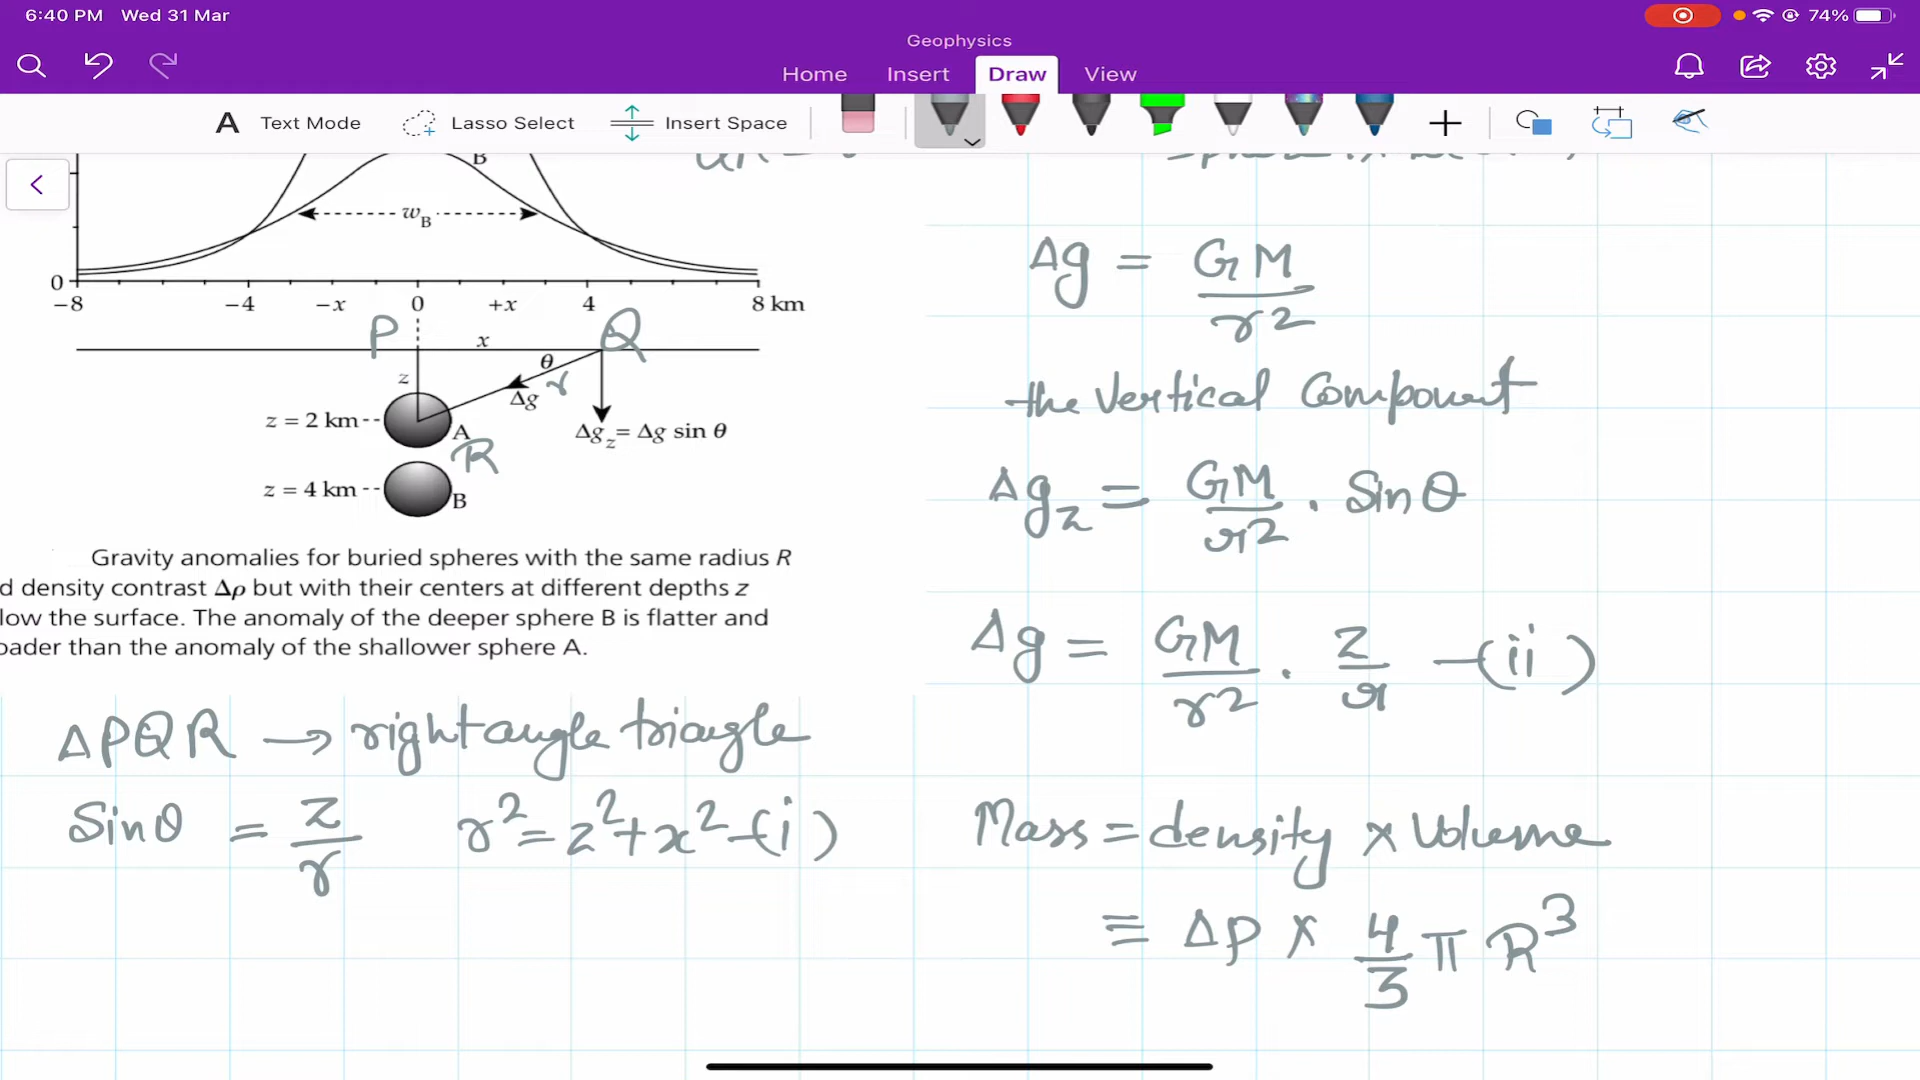 6:40 PM Wed 31 Mar
74%
Geophysics
Home Insert Draw View
A Text Mode Lasso Select Insert Space
B
w_B
0
−8 −4 −x 0 +x 4 8 km
P x Q
θ
z r
Δg
z = 2 km A
Δg_z = Δg sin θ
R
z = 4 km B
Gravity anomalies for buried spheres with the same radius R
d density contrast Δρ but with their centers at different depths z
low the surface. The anomaly of the deeper sphere B is flatter and
oader than the anomaly of the shallower sphere A.
ΔPQR → right angle triangle
Sinθ = z/r r² = z² + x² -(i)
Δg = GM/r²
the vertical Component
Δg_z = GM/r² . Sinθ
Δg = GM/r² . z/r -(ii)
Mass = density × Volume
= Δρ × 4/3 π R³